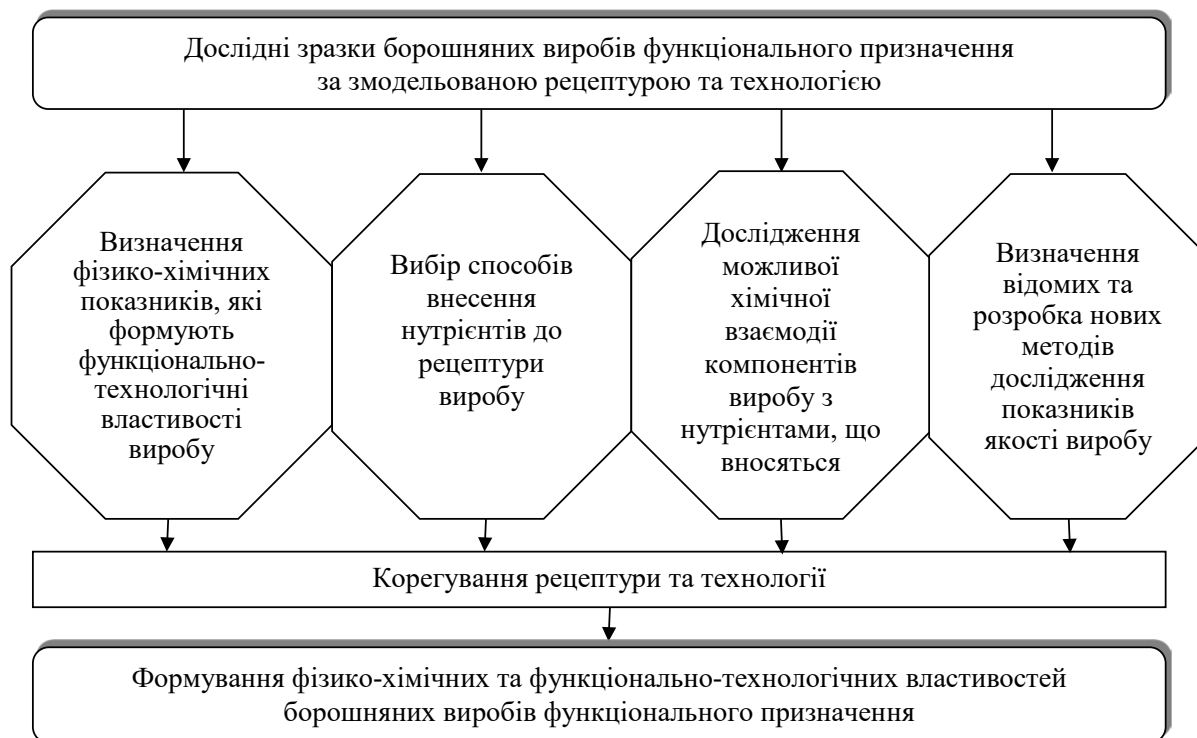 Дослідні зразки борошняних виробів функціонального призначення
за змодельованою рецептурою та технологією
Визначення
фізико-хімічних
показників, які
формують
функціонально-
технологічні
властивості
виробу
Вибір способів
внесення
нутрієнтів до
рецептури
виробу
Дослідження
можливої
хімічної
взаємодії
компонентів
виробу з
нутрієнтами, що
вносяться
Визначення
відомих та
розробка нових
методів
дослідження
показників
якості виробу
Корегування рецептури та технології
Формування фізико-хімічних та функціонально-технологічних властивостей
борошняних виробів функціонального призначення